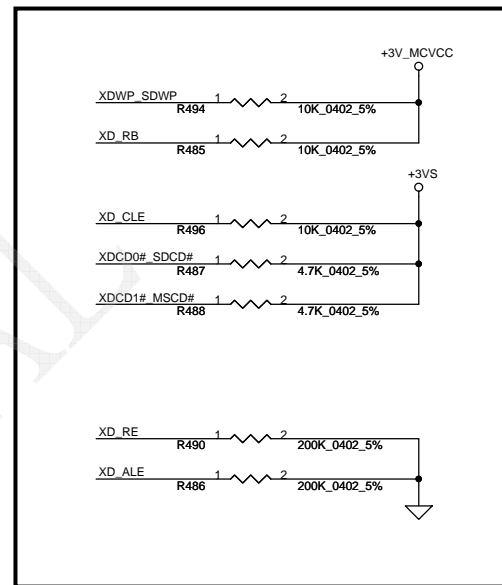 +3V_MCVCC
XDWP_SDWP 1 2
R494 10K_0402_5%
XD_RB 1 2
R485 10K_0402_5%
+3VS
XD_CLE 1 2
R496 10K_0402_5%
XDCD0#_SDCD# 1 2
R487 4.7K_0402_5%
XDCD1#_MSCD# 1 2
R488 4.7K_0402_5%
XD_RE 1 2
R490 200K_0402_5%
XD_ALE 1 2
R486 200K_0402_5%